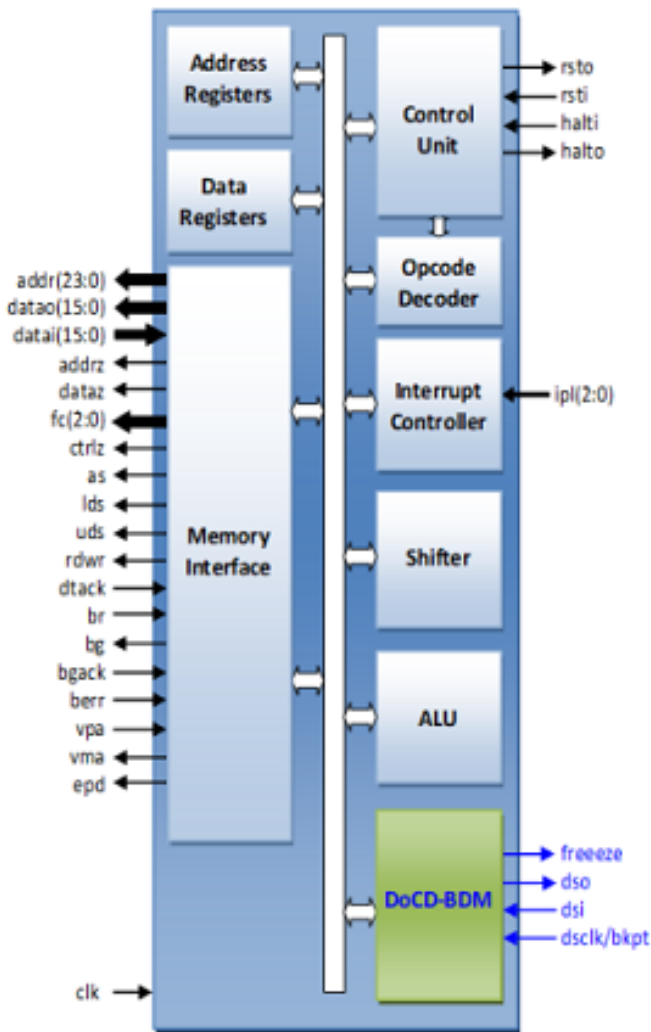 Address
Registers
Data
Registers
Memory
Interface
Control
Unit
Opcode
Decoder
Interrupt
Controller
Shifter
ALU
DoCD-BDM
addr(23:0)
datao(15:0)
datai(15:0)
addrz
dataz
fc(2:0)
ctrlz
as
lds
uds
rdwr
dtack
br
bg
bgack
berr
vpa
vma
epd
clk
rsto
rsti
halti
halto
ipl(2:0)
freeeze
dso
dsi
dsclk/bkpt